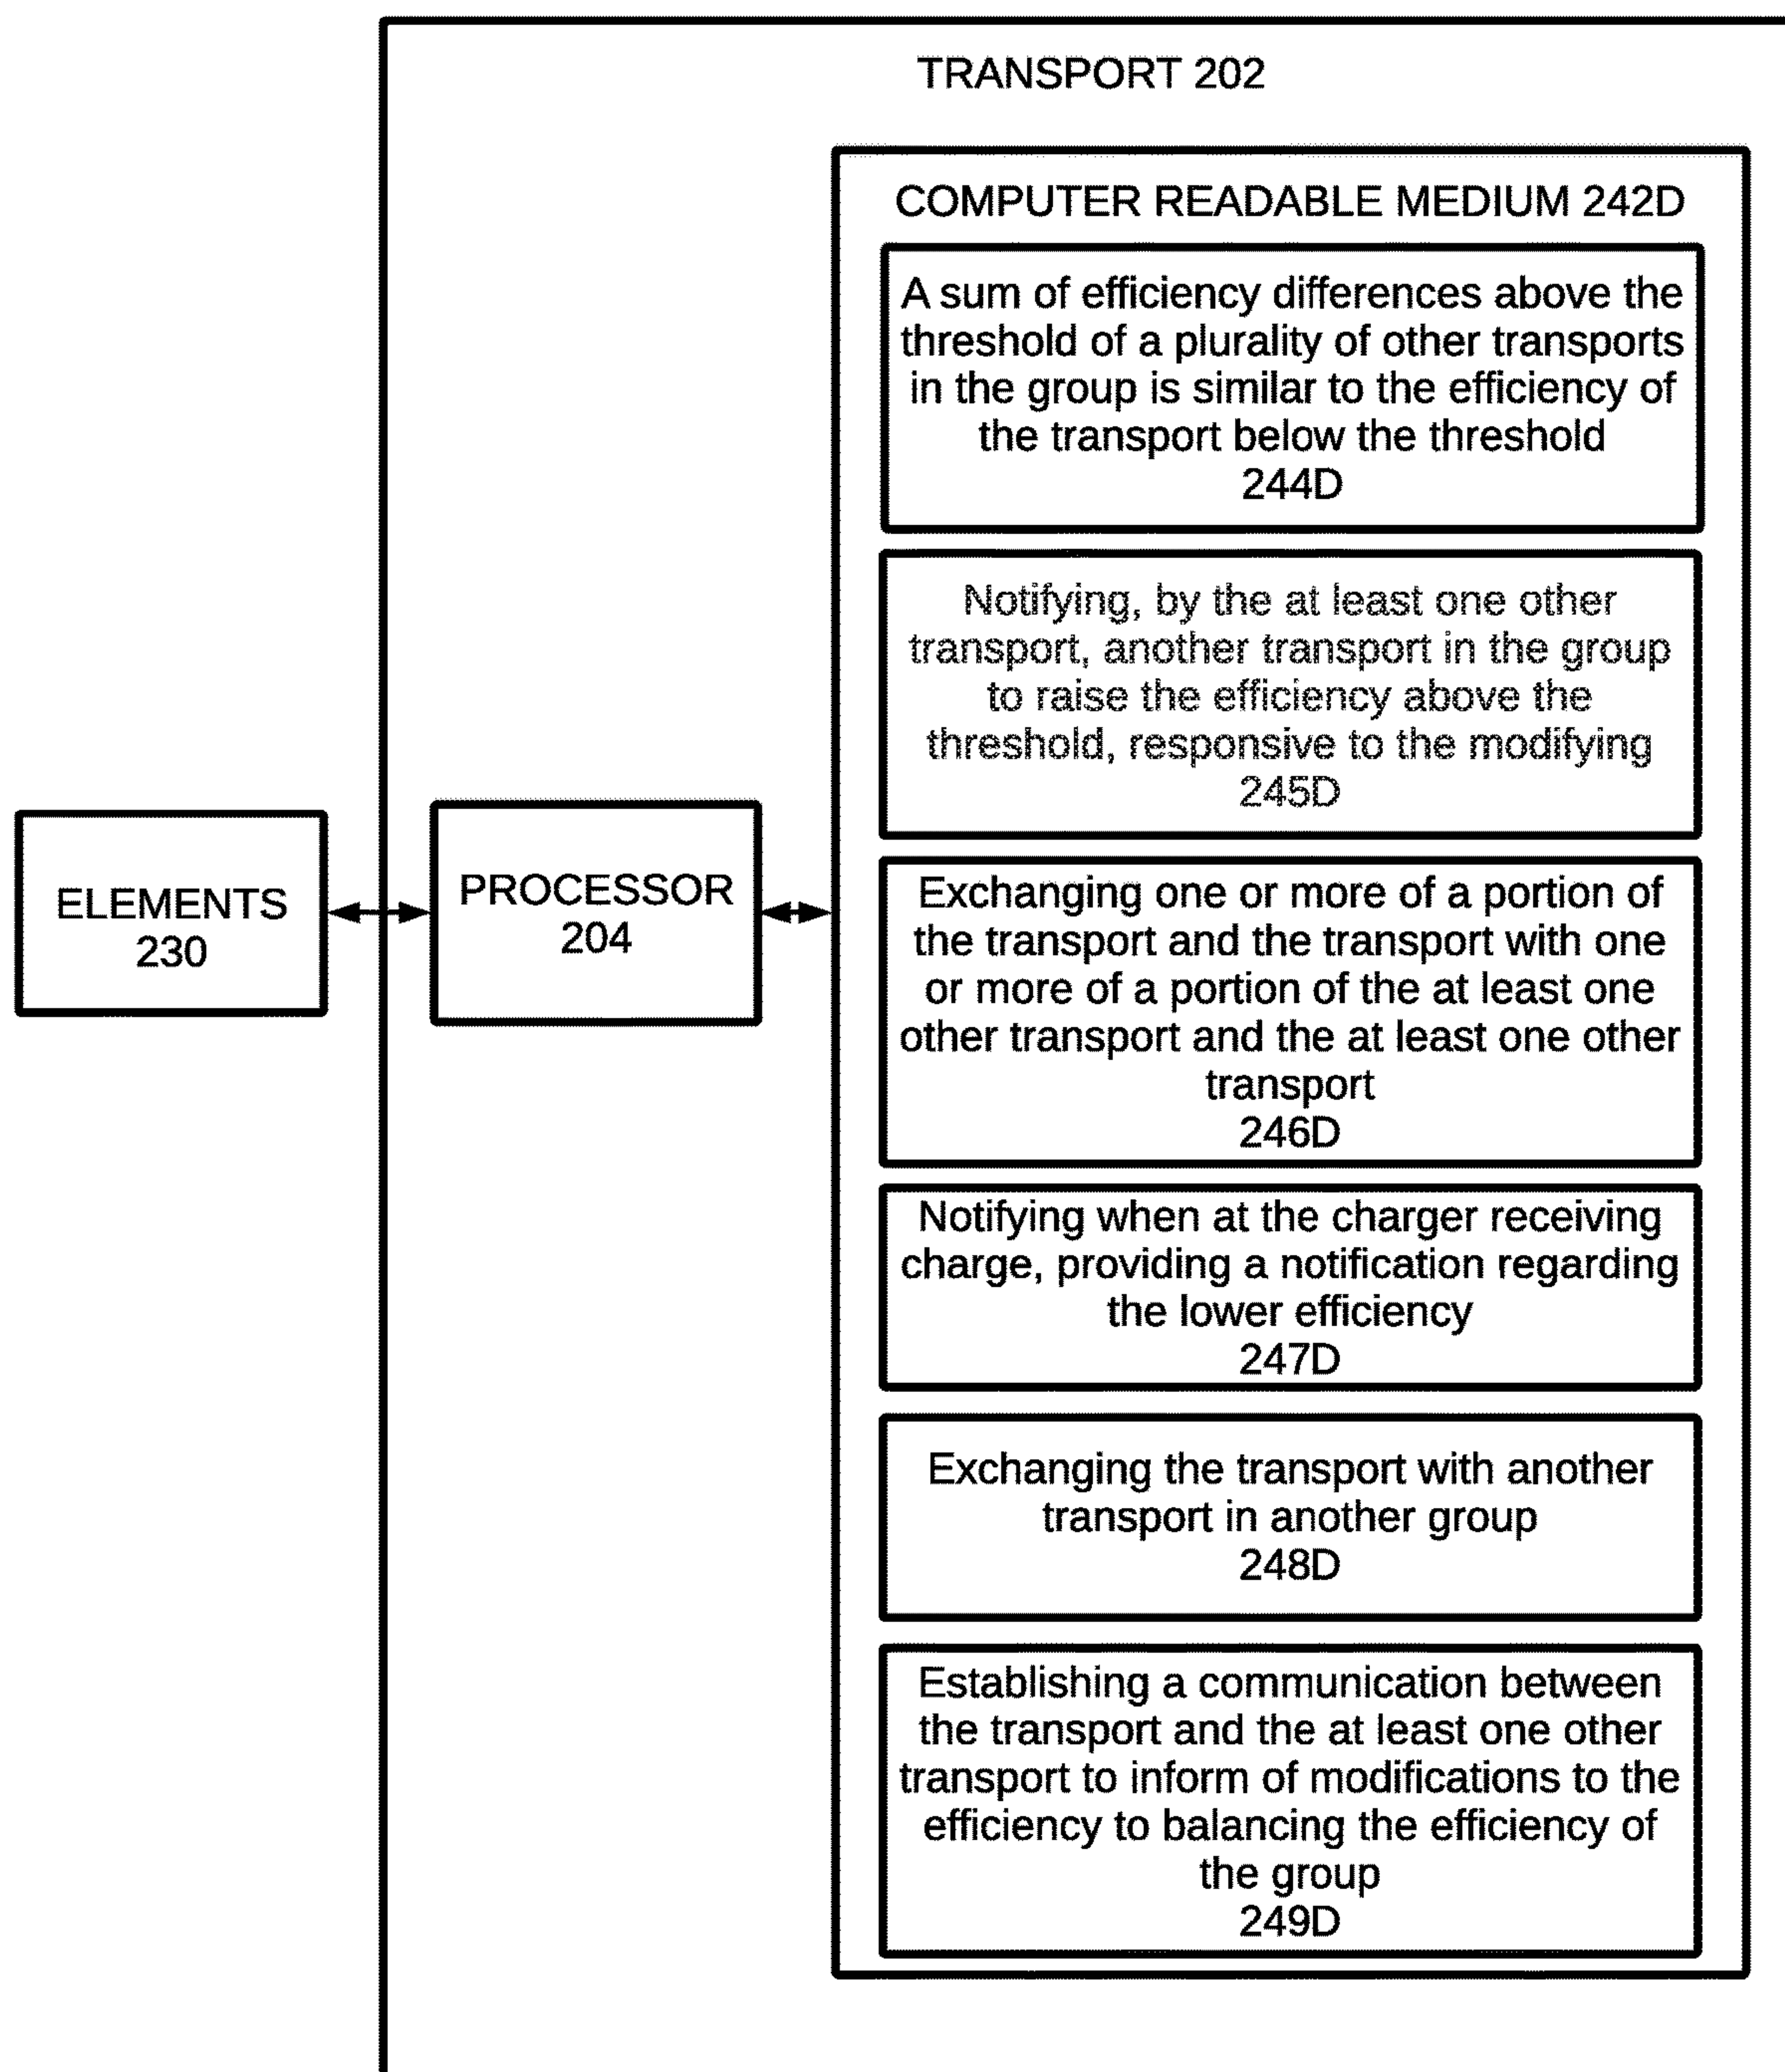 TRANSPORT 202
COMPUTER READABLE MEDIUM 242D
A sum of efficiency differences above the
threshold of a plurality of other transports
in the group is similar to the efficiency of
the transport below the threshold
244D
Notifying, by the at least one other
transport, another transport in the group
to raise the efficiency above the
threshold, responsive to the modifying
245D
ELEMENTS
230
PROCESSOR
204
Exchanging one or more of a portion of
the transport and the transport with one
or more of a portion of the at least one
other transport and the at least one other
transport
246D
Notifying when at the charger receiving
charge, providing a notification regarding
the lower efficiency
247D
Exchanging the transport with another
transport in another group
248D
Establishing a communication between
the transport and the at least one other
transport to inform of modifications to the
efficiency to balancing the efficiency of
the group
249D